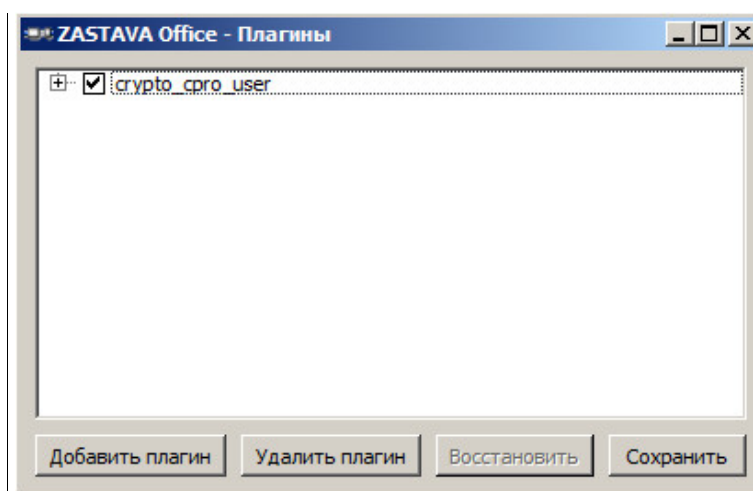 ZASTAVA Office - Плагины
crypto_cpro_user
Добавить плагин Удалить плагин Восстановить Сохранить